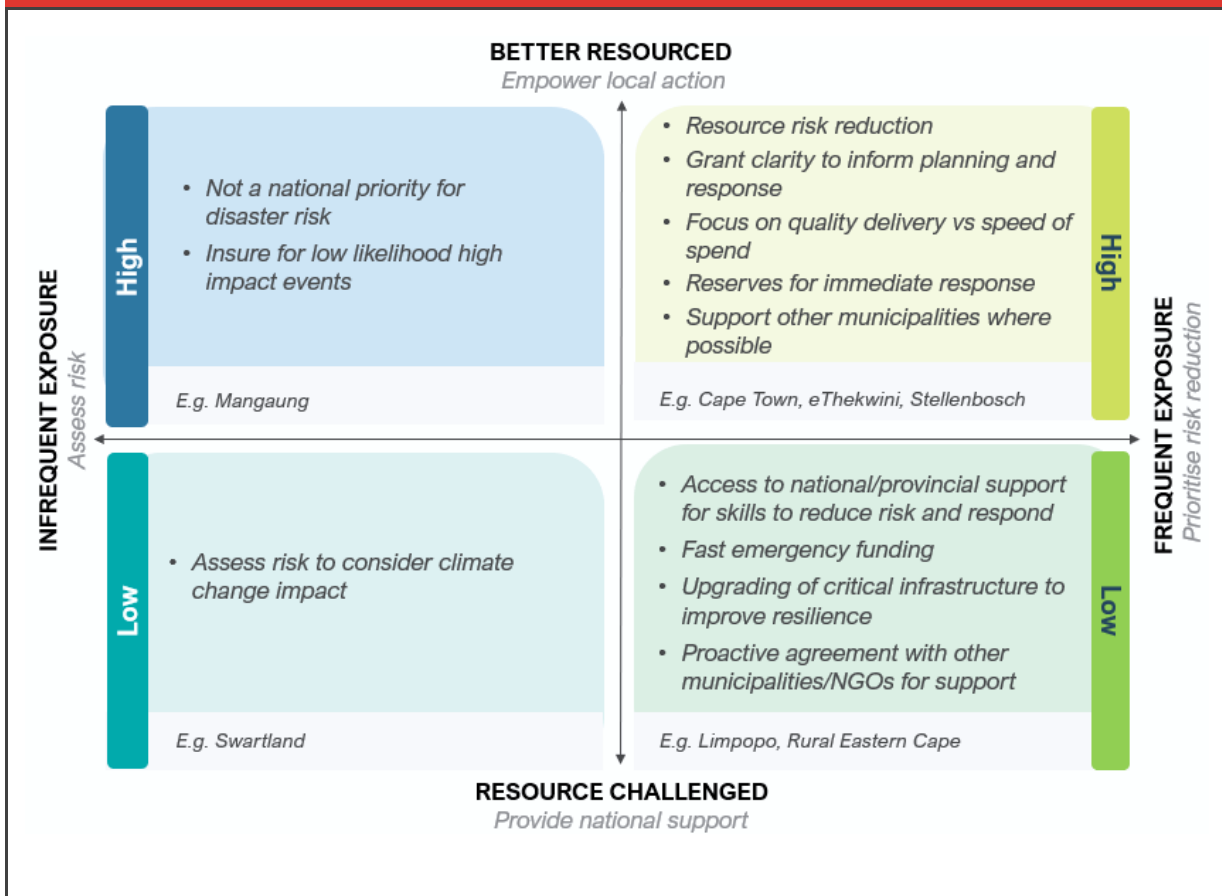 BETTER RESOURCED
Empower local action
High
• Not a national priority for
disaster risk
• Insure for low likelihood high
impact events
E.g. Mangaung
• Resource risk reduction
• Grant clarity to inform planning and
response
• Focus on quality delivery vs speed of
spend
• Reserves for immediate response
• Support other municipalities where
possible
E.g. Cape Town, eThekwini, Stellenbosch
High
INFREQUENT EXPOSURE
Assess risk
FREQUENT EXPOSURE
Prioritise risk reduction
Low
• Assess risk to consider climate
change impact
E.g. Swartland
• Access to national/provincial support
for skills to reduce risk and respond
• Fast emergency funding
• Upgrading of critical infrastructure to
improve resilience
• Proactive agreement with other
municipalities/NGOs for support
E.g. Limpopo, Rural Eastern Cape
Low
RESOURCE CHALLENGED
Provide national support